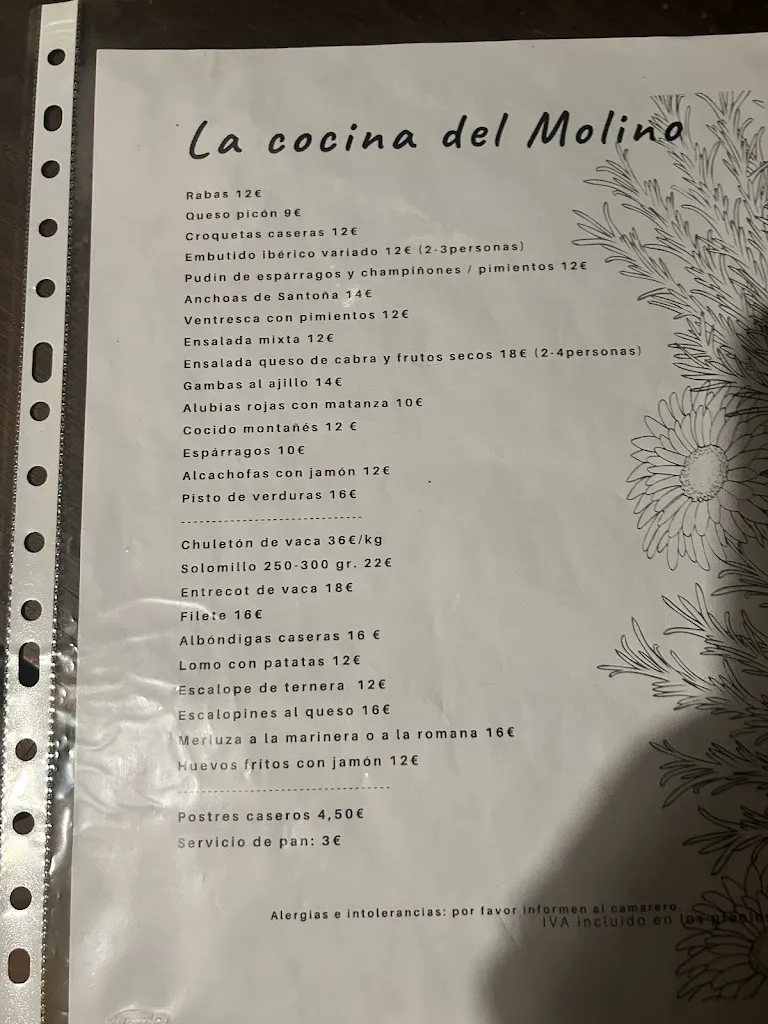 La cocina del Molino
Rabas 12€
Queso picón 9€
Croquetas caseras 12€
Embutido ibérico variado 12€ (2-3personas)
Pudin de espárragos y champiñones / pimientos 12€
Anchoas de Santoña 14€
Ventresca con pimientos 12€
Ensalada mixta 12€
Ensalada queso de cabra y frutos secos 18€ (2-4personas)
Gambas al ajillo 14€
Alubias rojas con matanza 10€
Cocido montañés 12 €
Espárragos 10€
Alcachofas con jamón 12€
Pisto de verduras 16€
----------------------------
Chuletón de vaca 36€/kg
Solomillo 250-300 gr. 22€
Entrecot de vaca 18€
Filete 16€
Albóndigas caseras 16 €
Lomo con patatas 12€
Escalope de ternera 12€
Escalopines al queso 16€
Merluza a la marinera o a la romana 16€
Huevos fritos con jamón 12€
--------------------------------
Postres caseros 4,50€
Servicio de pan: 3€
Alergias e intolerancias: por favor informen al camarero.
IVA incluido en los